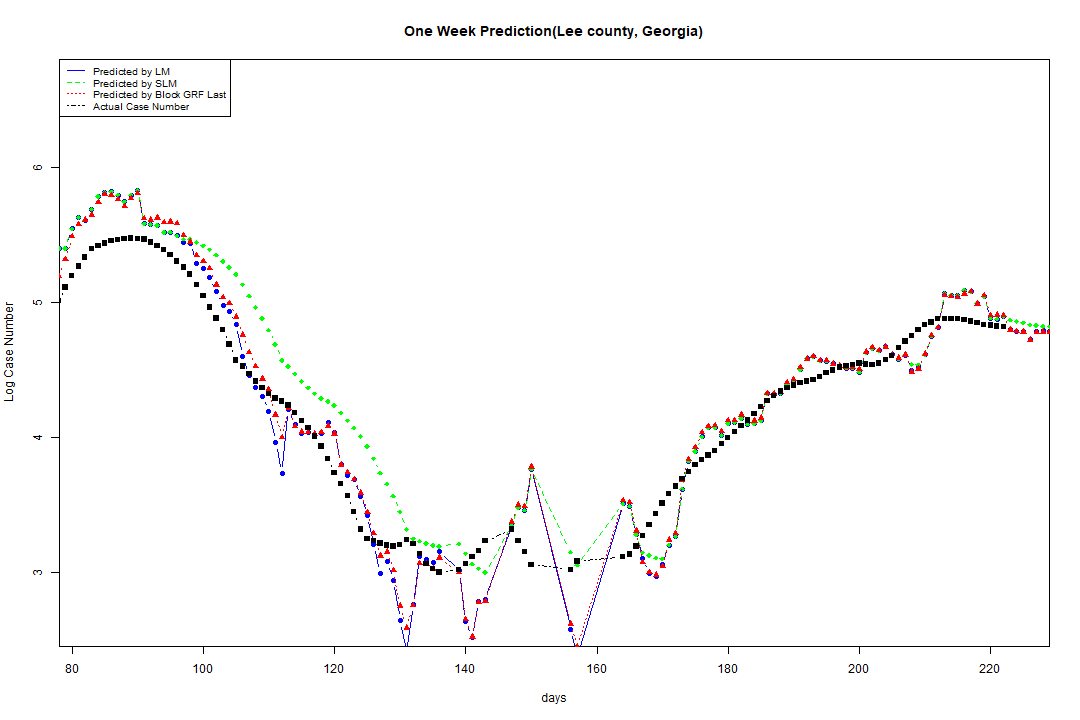 One Week Prediction(Lee county, Georgia)
Predicted by LM
Predicted by SLM
Predicted by Block GRF Last
Actual Case Number
Log Case Number
6
5
4
3
80 100 120 140 160 180 200 220
days